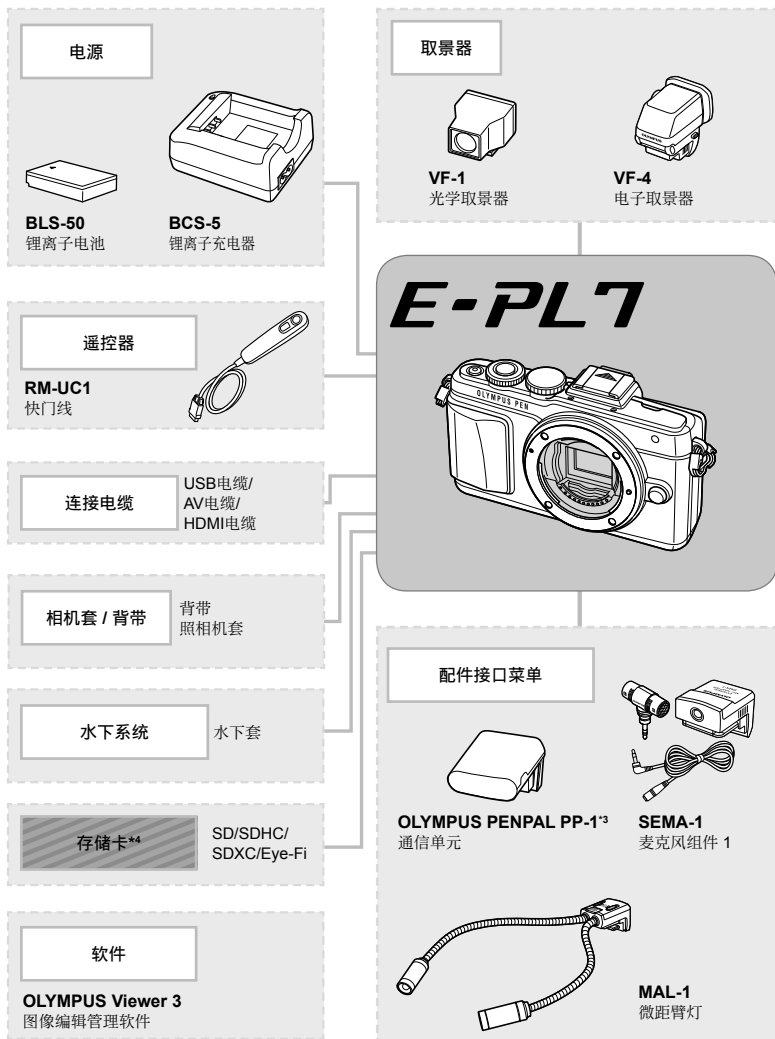 电源
BLS-50
锂离子电池
BCS-5
锂离子充电器
取景器
VF-1
光学取景器
VF-4
电子取景器
遥控器
RM-UC1
快门线
E-PL7
OLYMPUS PEN
连接电缆
USB电缆/
AV电缆/
HDMI电缆
相机套 / 背带
背带
照相机套
水下系统
水下套
存储卡*4
SD/SDHC/
SDXC/Eye-Fi
软件
OLYMPUS Viewer 3
图像编辑管理软件
配件接口菜单
OLYMPUS PENPAL PP-1*3
通信单元
SEMA-1
麦克风组件 1
MAL-1
微距臂灯